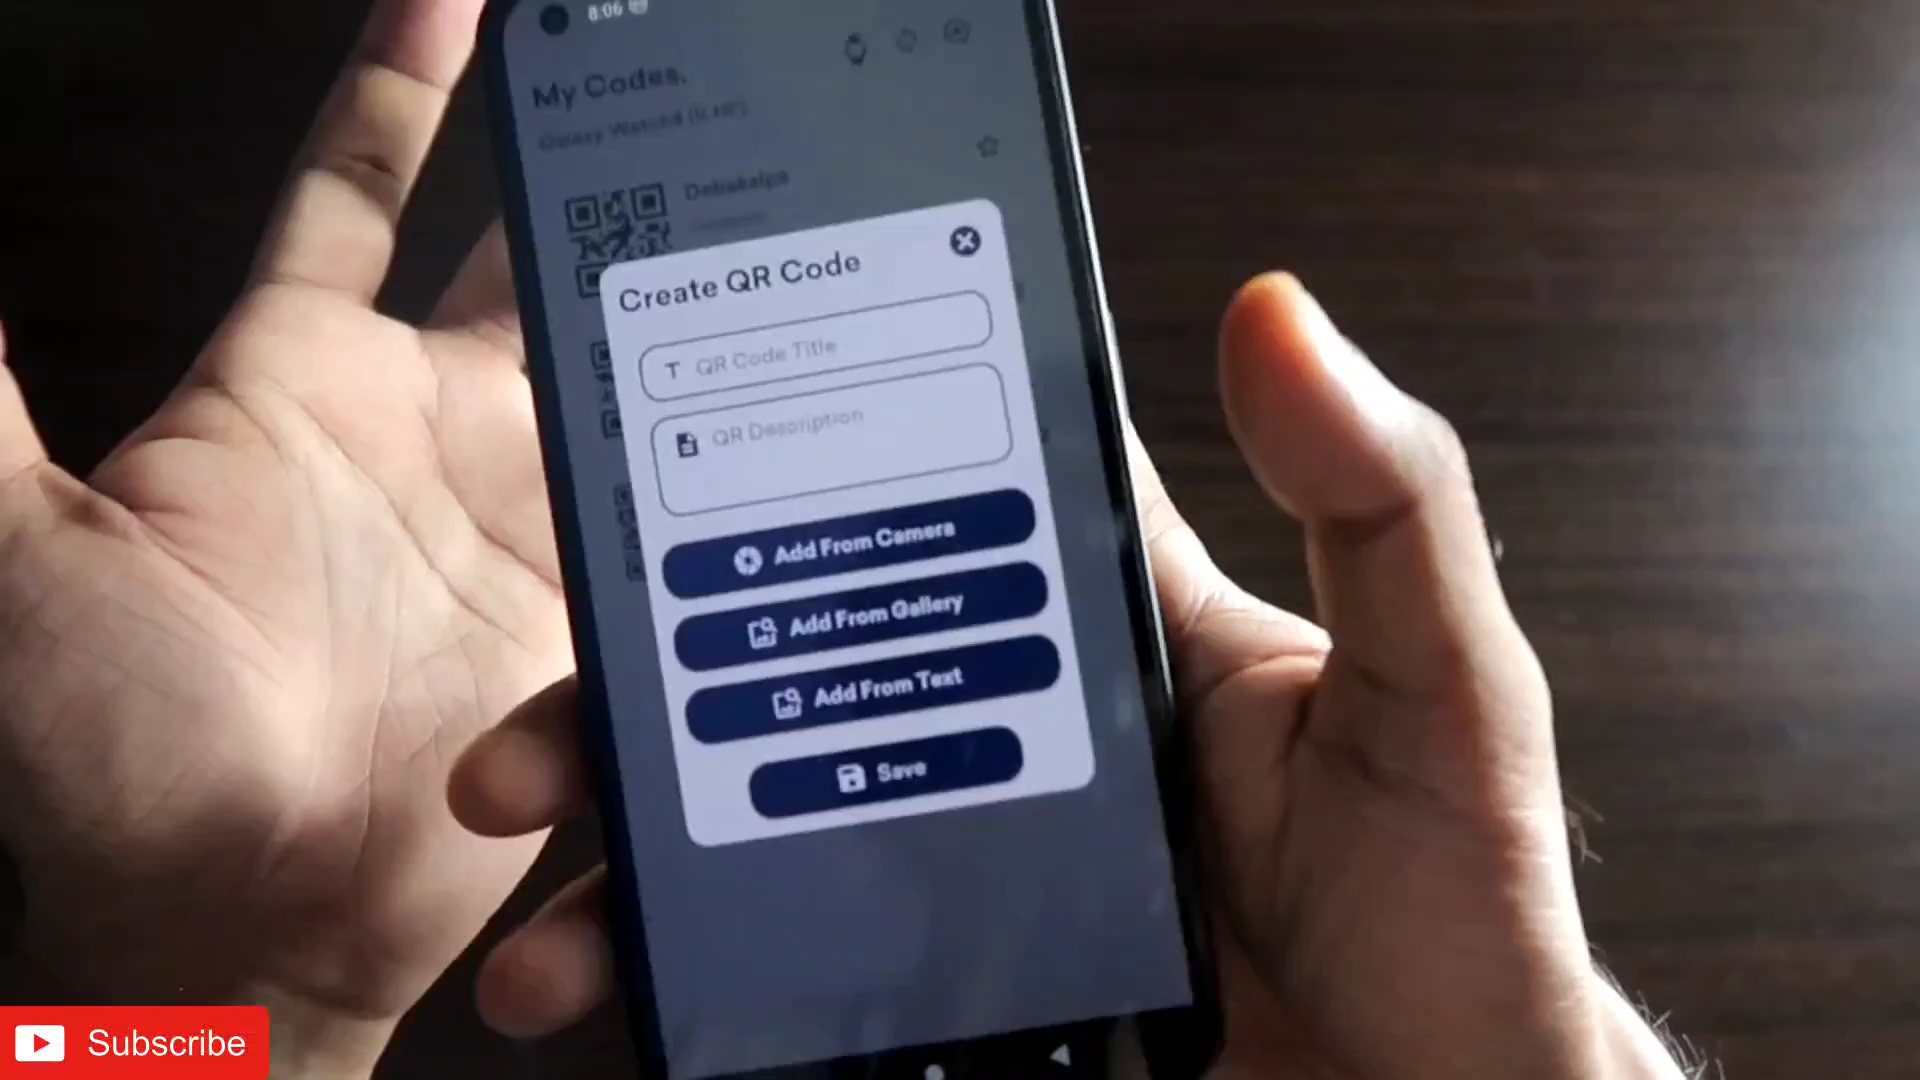 8:06
My Codes.
Debakalpa
Create QR Code
T QR Code Title
QR Description
Add From Camera
Add From Gallery
Add From Text
Save
Subscribe